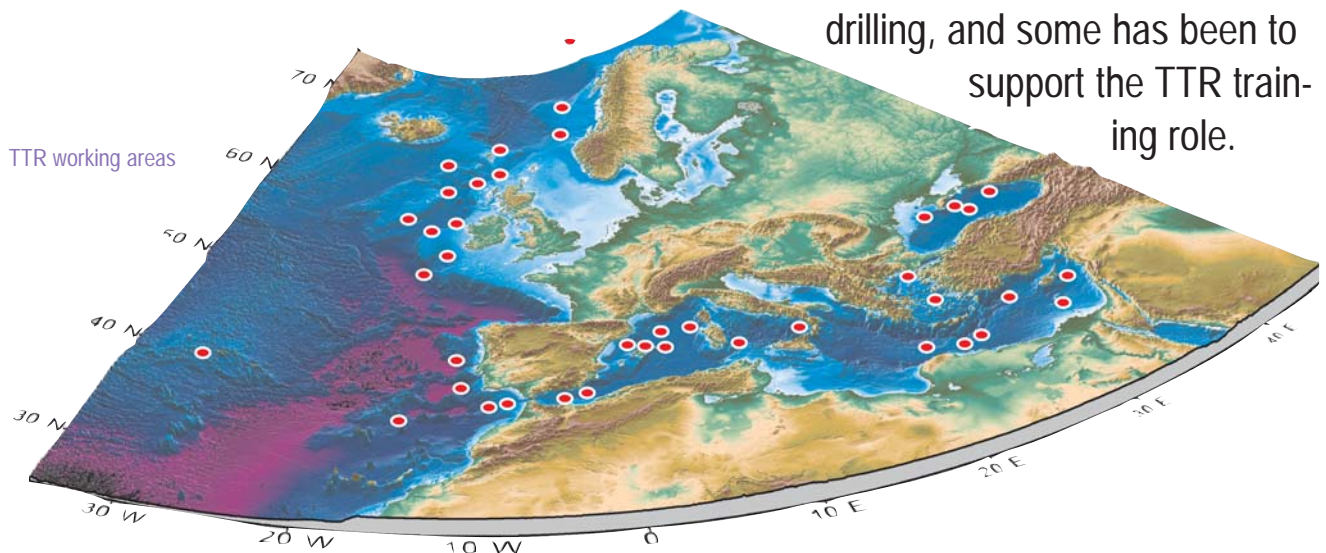 drilling, and some has been to
support the TTR train-
ing role.
TTR working areas
70 N
60 N
50 N
40 N
30 N
30 W
20 W
10 W
0
10 E
20 E
30 E
40 E